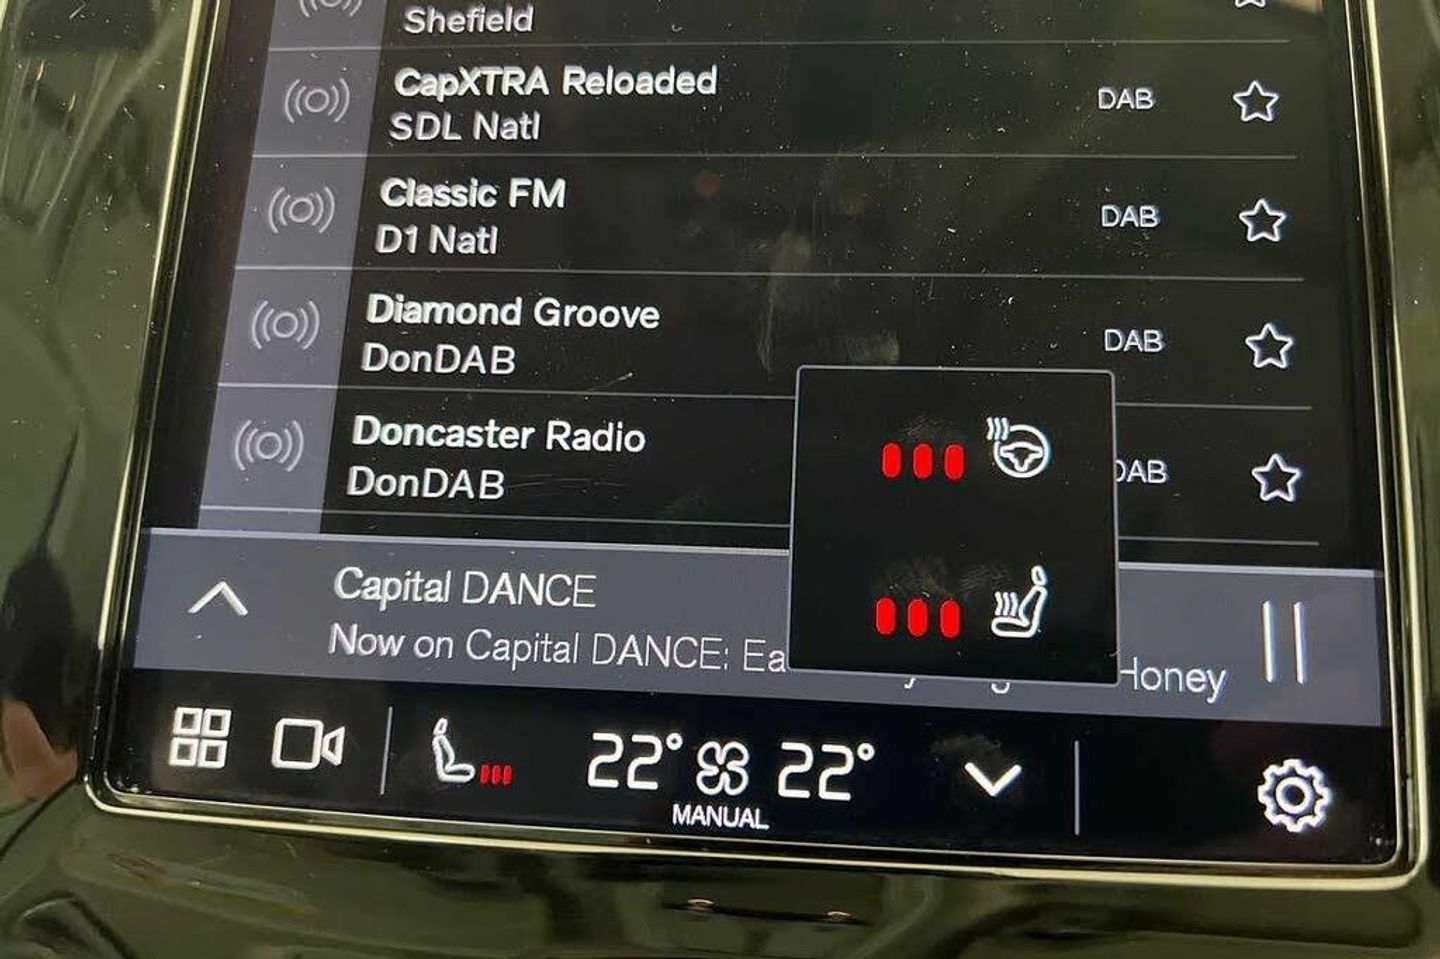 Shefield
CapXTRA Reloaded
SDL Natl
DAB
Classic FM
D1 Natl
DAB
Diamond Groove
DonDAB
DAB
Doncaster Radio
DonDAB
DAB
Capital DANCE
Now on Capital DANCE: Ea
Honey
22° 22°
MANUAL